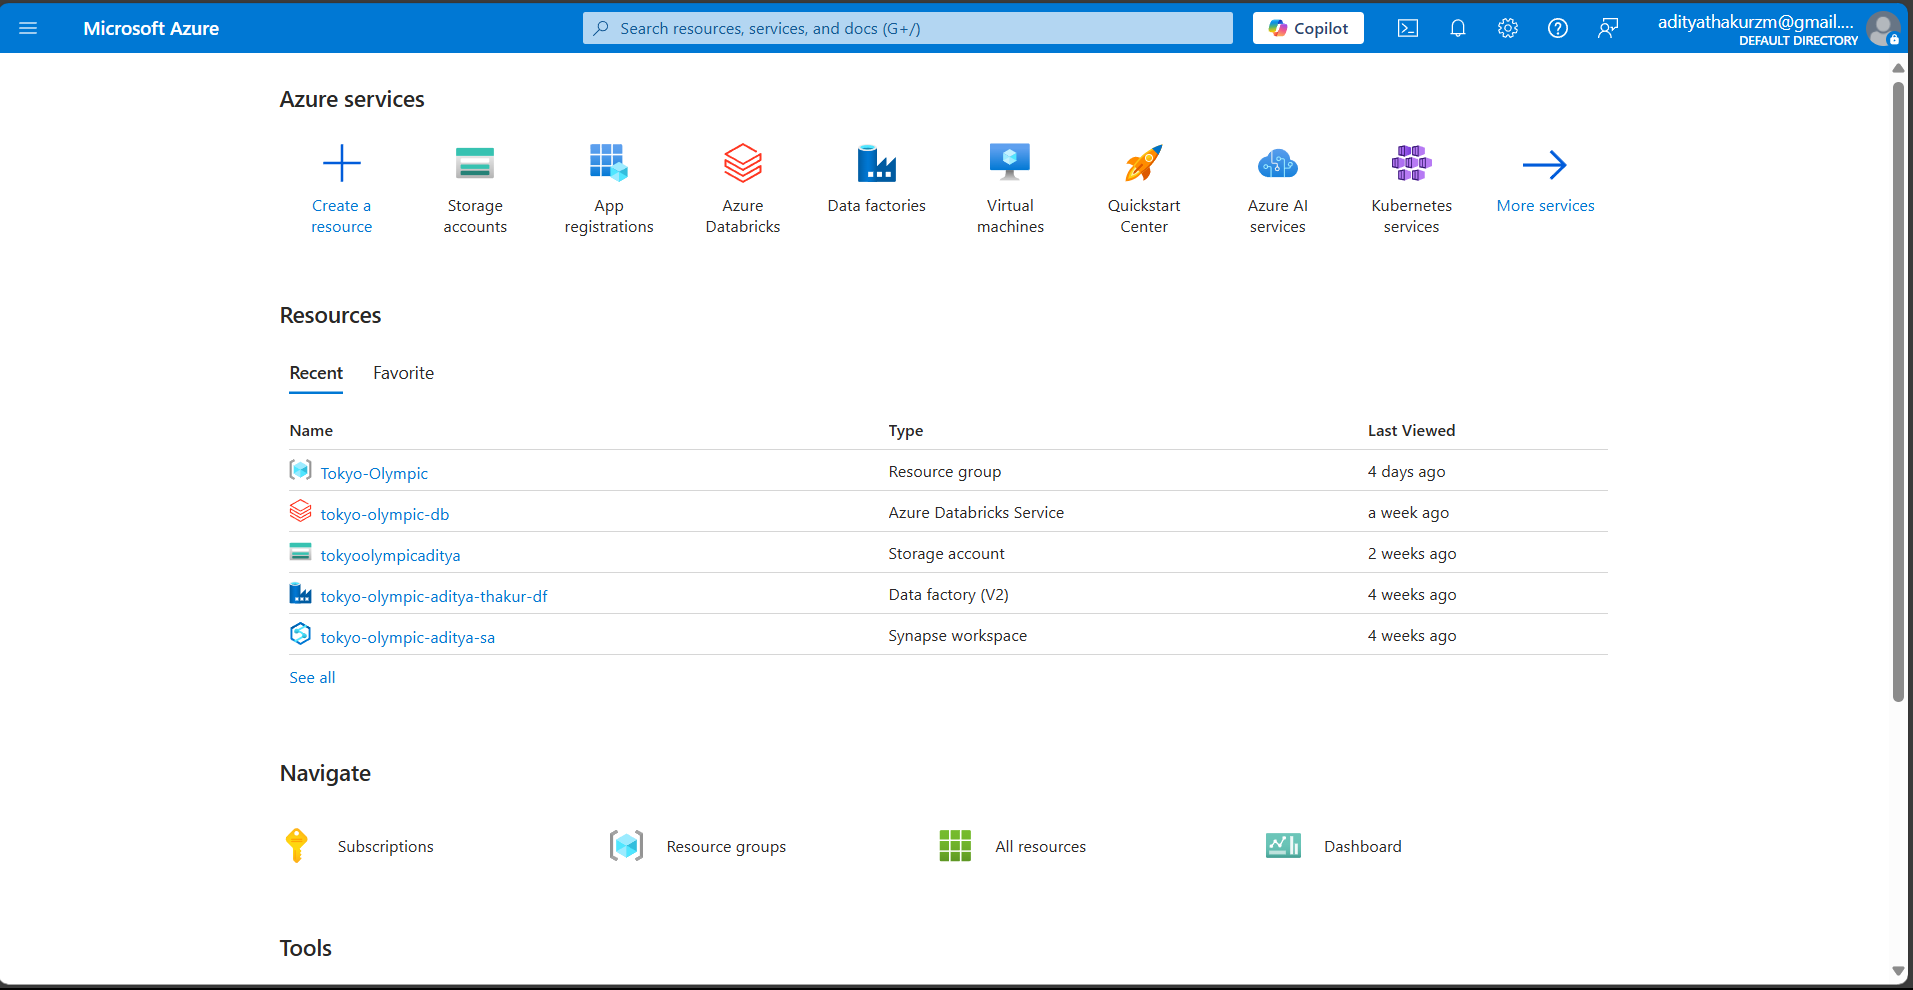 Microsoft Azure
Search resources, services, and docs (G+/)
Copilot
adityathakurzm@gmail....
DEFAULT DIRECTORY
Azure services
Create a
resource
Storage
accounts
App
registrations
Azure
Databricks
Data factories
Virtual
machines
Quickstart
Center
Azure AI
services
Kubernetes
services
More services
Resources
Recent
Favorite
Name Type Last Viewed
Tokyo-Olympic Resource group 4 days ago
tokyo-olympic-db Azure Databricks Service a week ago
tokyoolympicaditya Storage account 2 weeks ago
tokyo-olympic-aditya-thakur-df Data factory (V2) 4 weeks ago
tokyo-olympic-aditya-sa Synapse workspace 4 weeks ago
See all
Navigate
Subscriptions
Resource groups
All resources
Dashboard
Tools